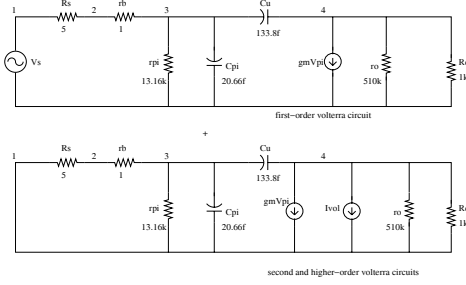 Rs rb Cu
1 2 3 4
5 1 133.8f
Vs rpi Cpi gmVpi ro
13.16k 20.66f 510k 1k
first−order volterra circuit
+
Rs rb Cu
1 2 3 4
5 1 133.8f
rpi Cpi gmVpi Ivol ro
13.16k 20.66f 510k 1k
second and higher−order volterra circuits